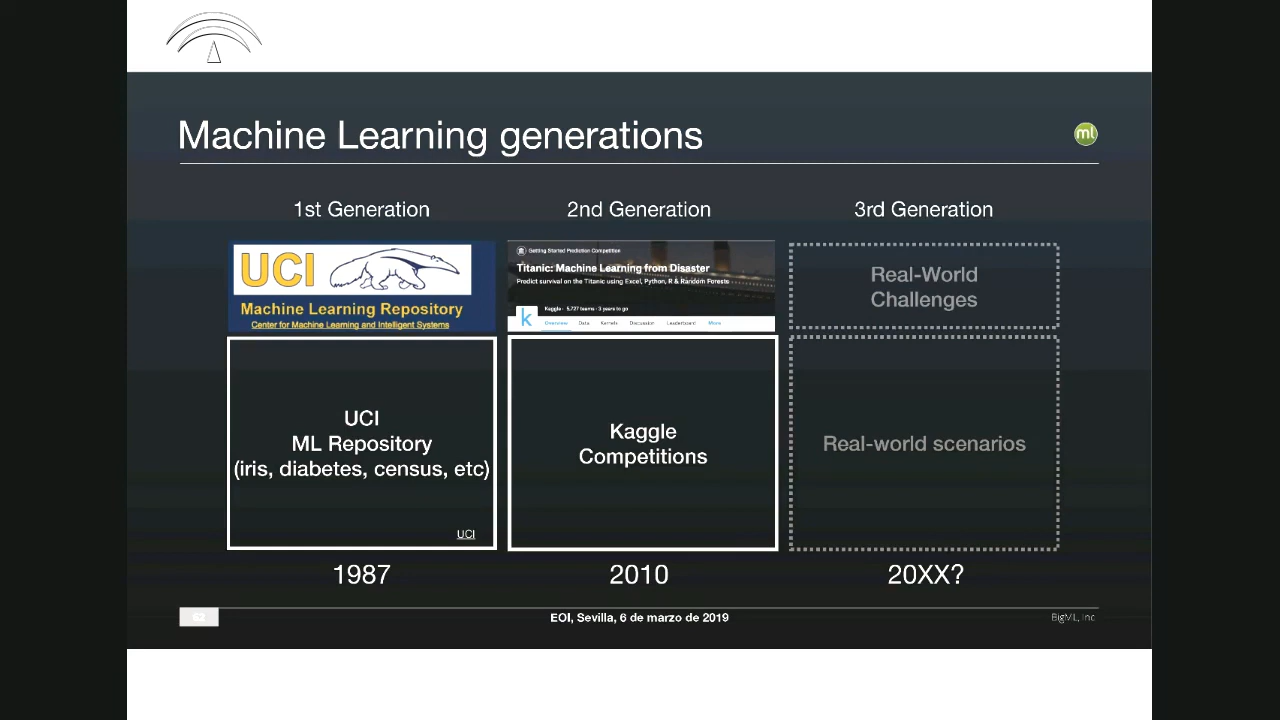 Machine Learning generations
ml
1st Generation
2nd Generation
3rd Generation
UCI
Machine Learning Repository
Center for Machine Learning and Intelligent Systems
Getting Started Prediction Competition
Titanic: Machine Learning from Disaster
Predict survival on the Titanic using Excel, Python, R & Random Forests
k
Kaggle · 5,727 teams · 3 years to go
Overview Data Kernels Discussion Leaderboard More
Real-World
Challenges
UCI
ML Repository
(iris, diabetes, census, etc)
UCI
Kaggle
Competitions
Real-world scenarios
1987
2010
20XX?
62
EOI, Sevilla, 6 de marzo de 2019
BigML, Inc